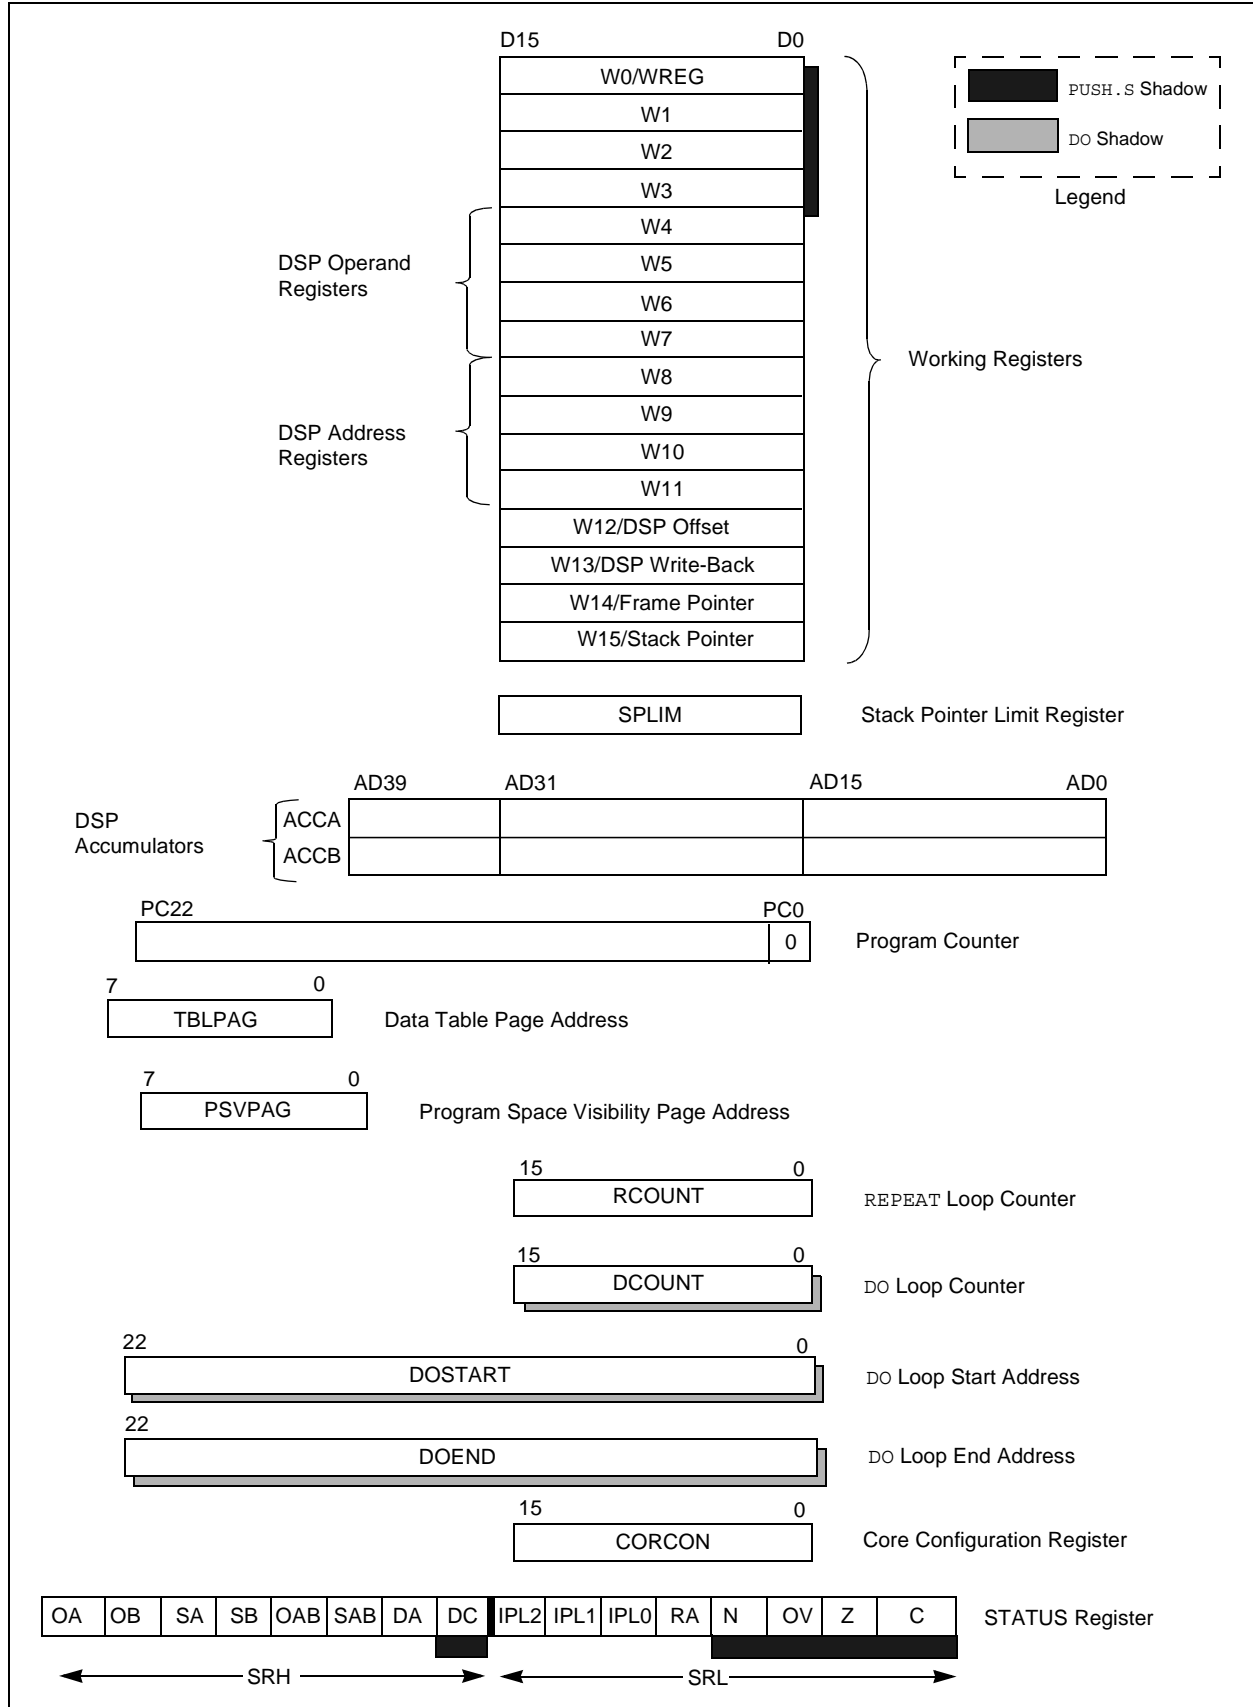 D15 D0
W0/WREG
W1
W2
W3
W4
W5
W6
W7
W8
W9
W10
W11
W12/DSP Offset
W13/DSP Write-Back
W14/Frame Pointer
W15/Stack Pointer
PUSH.S Shadow
DO Shadow
Legend
DSP Operand
Registers
DSP Address
Registers
Working Registers
SPLIM Stack Pointer Limit Register
AD39 AD31 AD15 AD0
DSP
Accumulators
ACCA
ACCB
PC22 PC0
0 Program Counter
7 0
TBLPAG Data Table Page Address
7 0
PSVPAG Program Space Visibility Page Address
15 0
RCOUNT REPEAT Loop Counter
15 0
DCOUNT DO Loop Counter
22 0
DOSTART DO Loop Start Address
22
DOEND DO Loop End Address
15 0
CORCON Core Configuration Register
OA OB SA SB OAB SAB DA DC IPL2 IPL1 IPL0 RA N OV Z C STATUS Register
SRH SRL